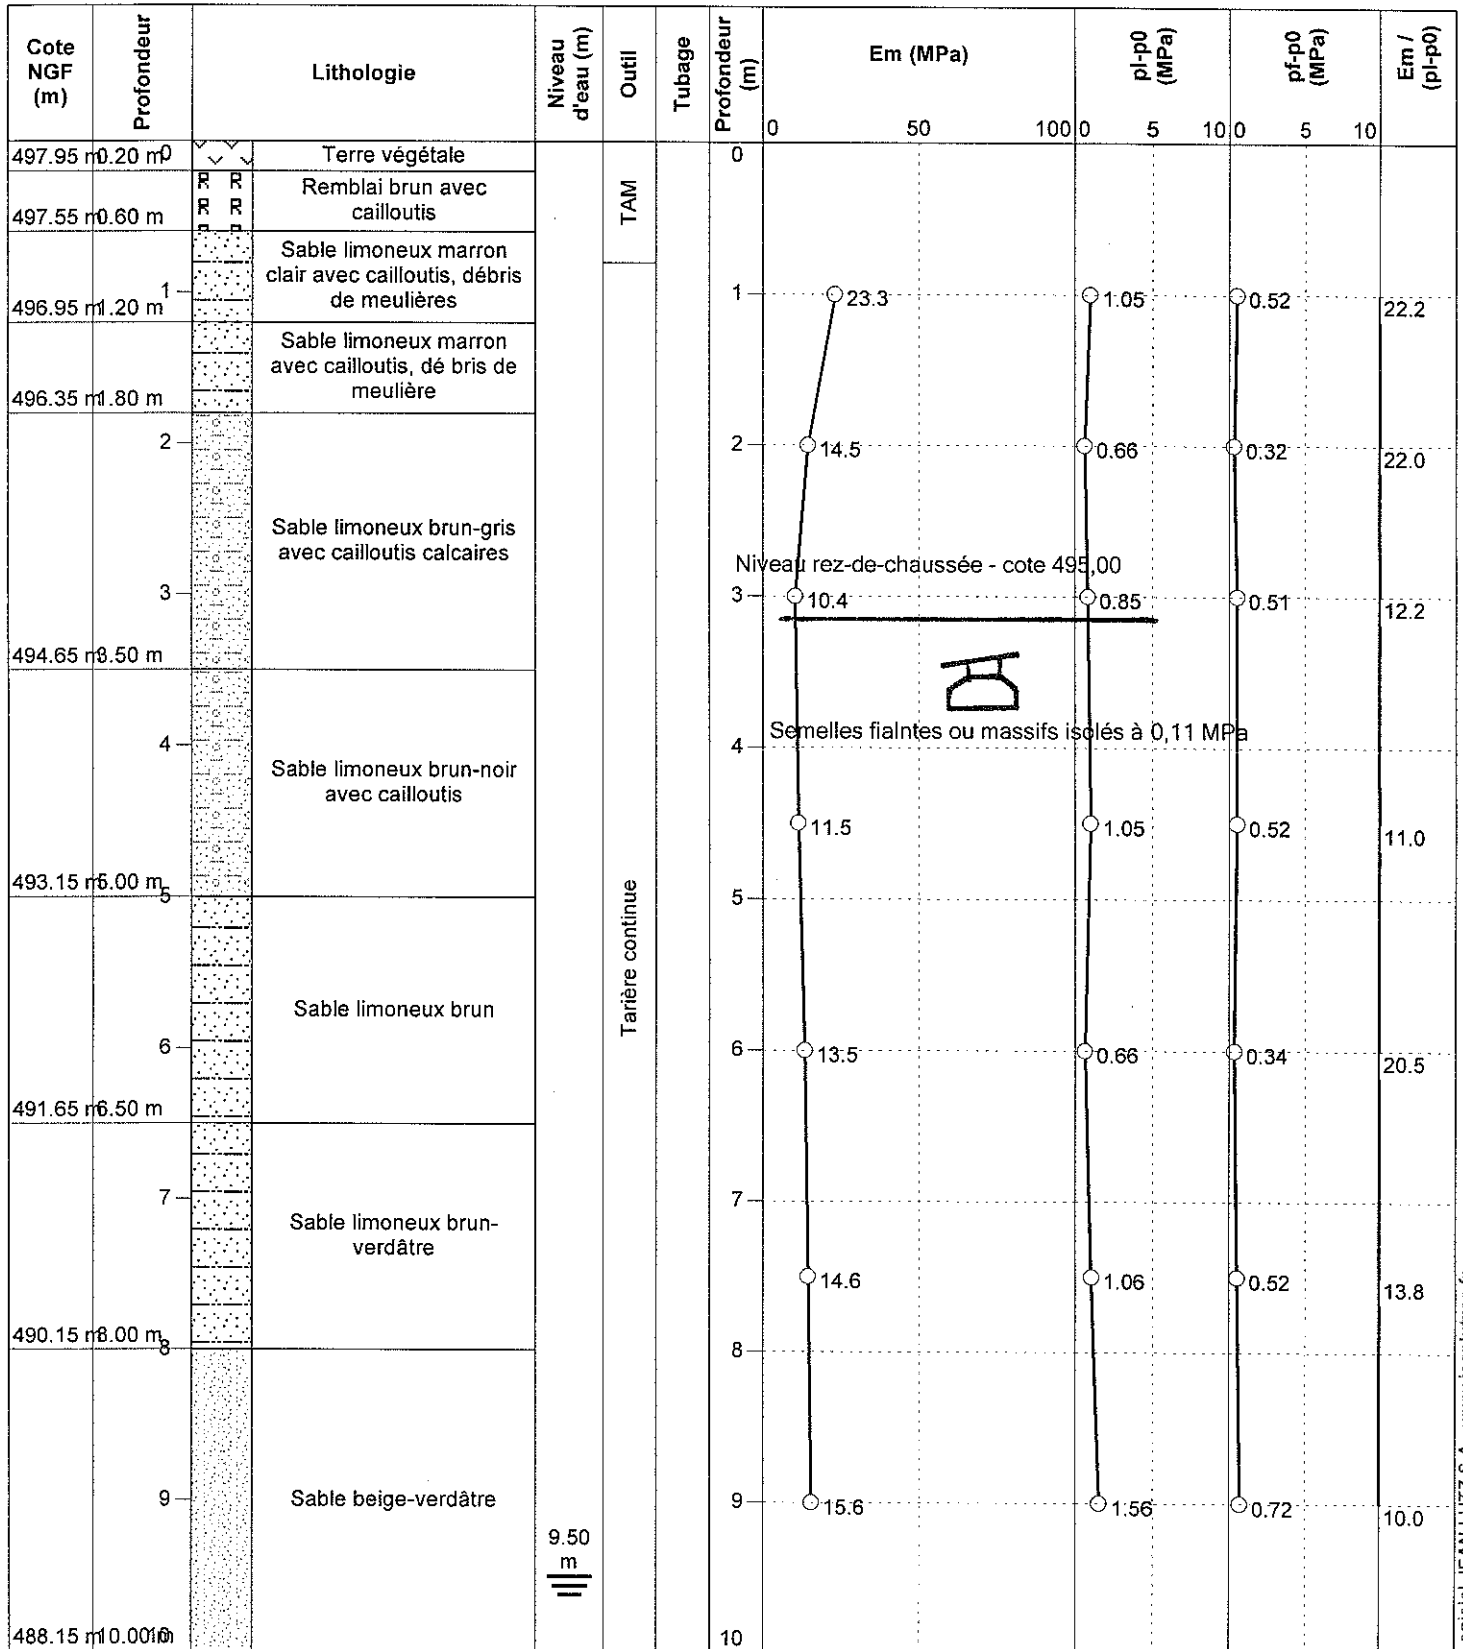 Cote NGF (m)
Profondeur
Lithologie
Niveau d'eau (m)
Outil
Tubage
Profondeur (m)
Em (MPa)
pl-p0 (MPa)
pf-p0 (MPa)
Em / (pl-p0)
0 50 100 0 5 10 0 5 10
497.95 m 0.20 m 0
Terre végétale
0
Remblai brun avec
cailloutis
497.55 m 0.60 m
R R
R R
R R
TAM
Sable limoneux marron
clair avec cailloutis, débris
de meulières
1
496.95 m 1.20 m
1 23.3 1.05 0.52 22.2
Sable limoneux marron
avec cailloutis, dé bris de
meulière
496.35 m 1.80 m
2
2 14.5 0.66 0.32 22.0
Sable limoneux brun-gris
avec cailloutis calcaires
Niveau rez-de-chaussée - cote 495,00
3
3 10.4 0.85 0.51 12.2
494.65 m 3.50 m
Semelles fialntes ou massifs isolés à 0,11 MPa
4
4
Sable limoneux brun-noir
avec cailloutis
11.5 1.05 0.52 11.0
493.15 m 5.00 m 5
5
Tarière continue
Sable limoneux brun
6
6 13.5 0.66 0.34 20.5
491.65 m 6.50 m
7
7
Sable limoneux brun-
verdâtre
14.6 1.06 0.52 13.8
490.15 m 8.00 m 8
8
Sable beige-verdâtre
9
9 15.6 1.56 0.72 10.0
9.50
m
488.15 m 10.00 m 10
10
JEAN LUTZ S.A.